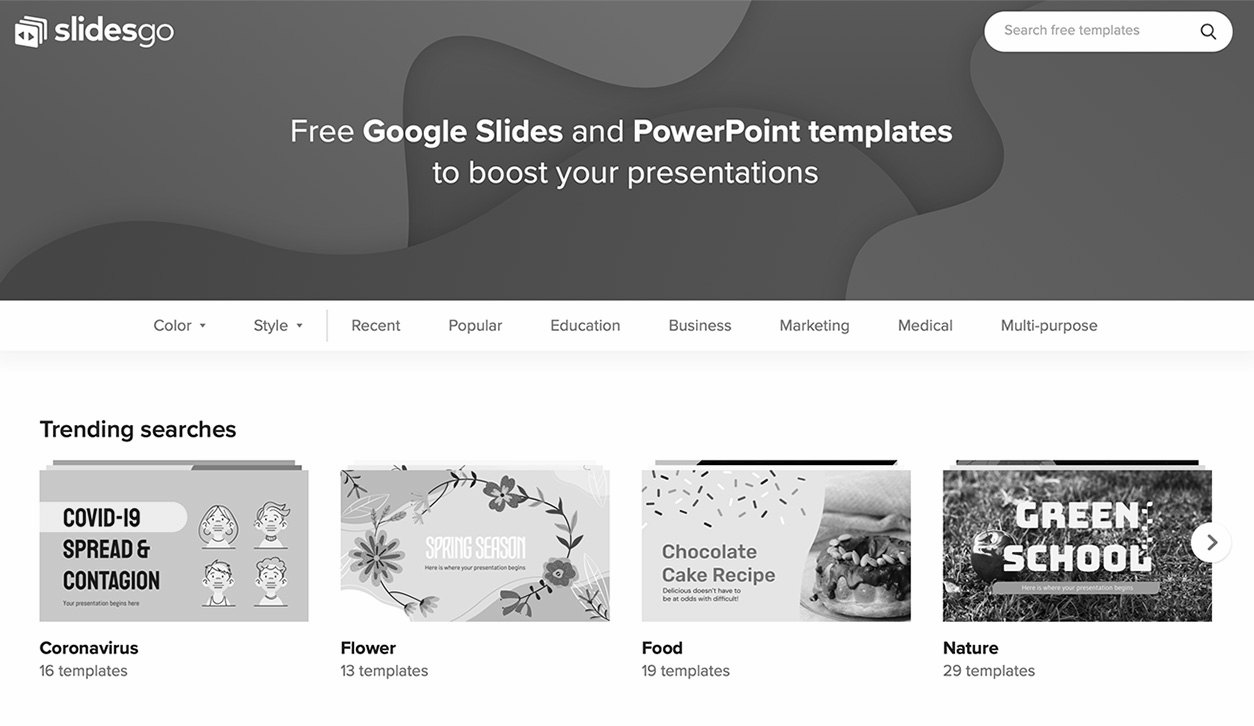 slidesgo
Search free templates
Free Google Slides and PowerPoint templates
to boost your presentations
Color
Style
Recent
Popular
Education
Business
Marketing
Medical
Multi-purpose
Trending searches
COVID-19
SPREAD &
CONTAGION
Your presentation begins here
Coronavirus
16 templates
SPRING SEASON
Here is where your presentation begins
Flower
13 templates
Chocolate
Cake Recipe
Delicious doesn't have to
be at odds with difficult!
Food
19 templates
GREEN
SCHOOL
Here is where your presentation begins
Nature
29 templates